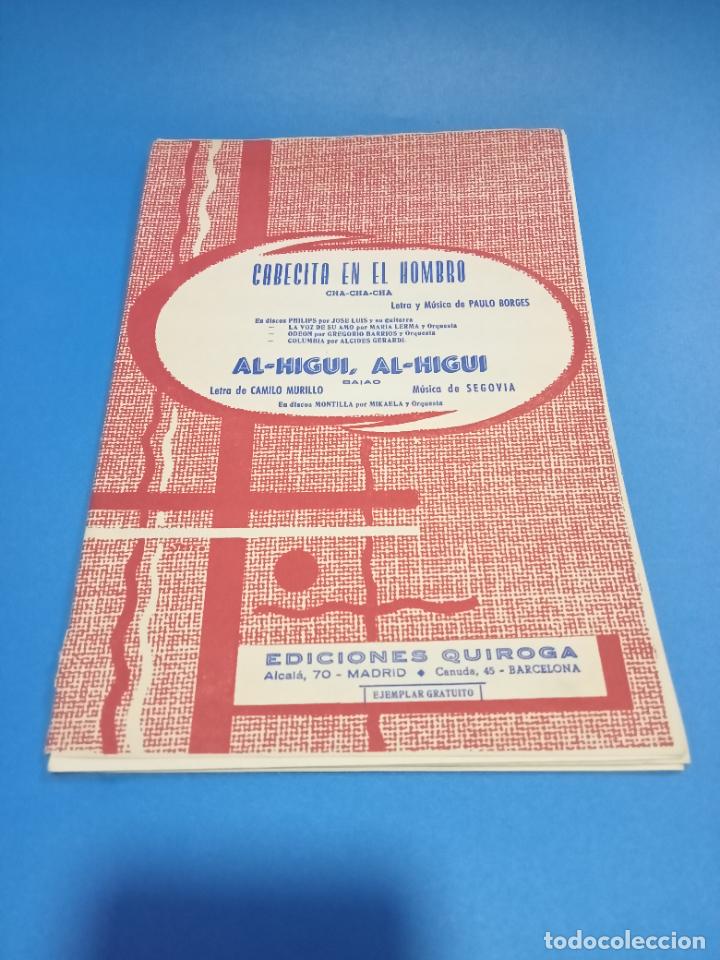 CABECITA EN EL HOMBRO
CHA-CHA-CHA
Letra y Música de PAULO BORGES
En discos PHILIPS por JOSE LUIS y su guitarra
— LA VOZ DE SU AMO por MARIA LERMA y Orquesta
— ODEON por GREGORIO BARRIOS y Orquesta
— COLUMBIA por ALCIDES GERARDI
AL-HIGUI, AL-HIGUI
BAIAO
Letra de CAMILO MURILLO Música de SEGOVIA
En discos MONTILLA por MIKAELA y Orquesta
EDICIONES QUIROGA
Alcalá, 70 - MADRID ◆ Canuda, 45 - BARCELONA
EJEMPLAR GRATUITO
todocoleccion